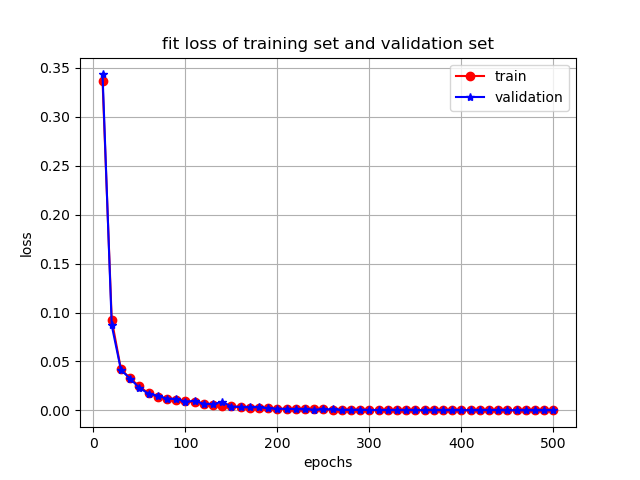 fit loss of training set and validation set
train
validation
0.35
0.30
0.25
0.20
0.15
0.10
0.05
0.00
loss
0
100
200
300
400
500
epochs